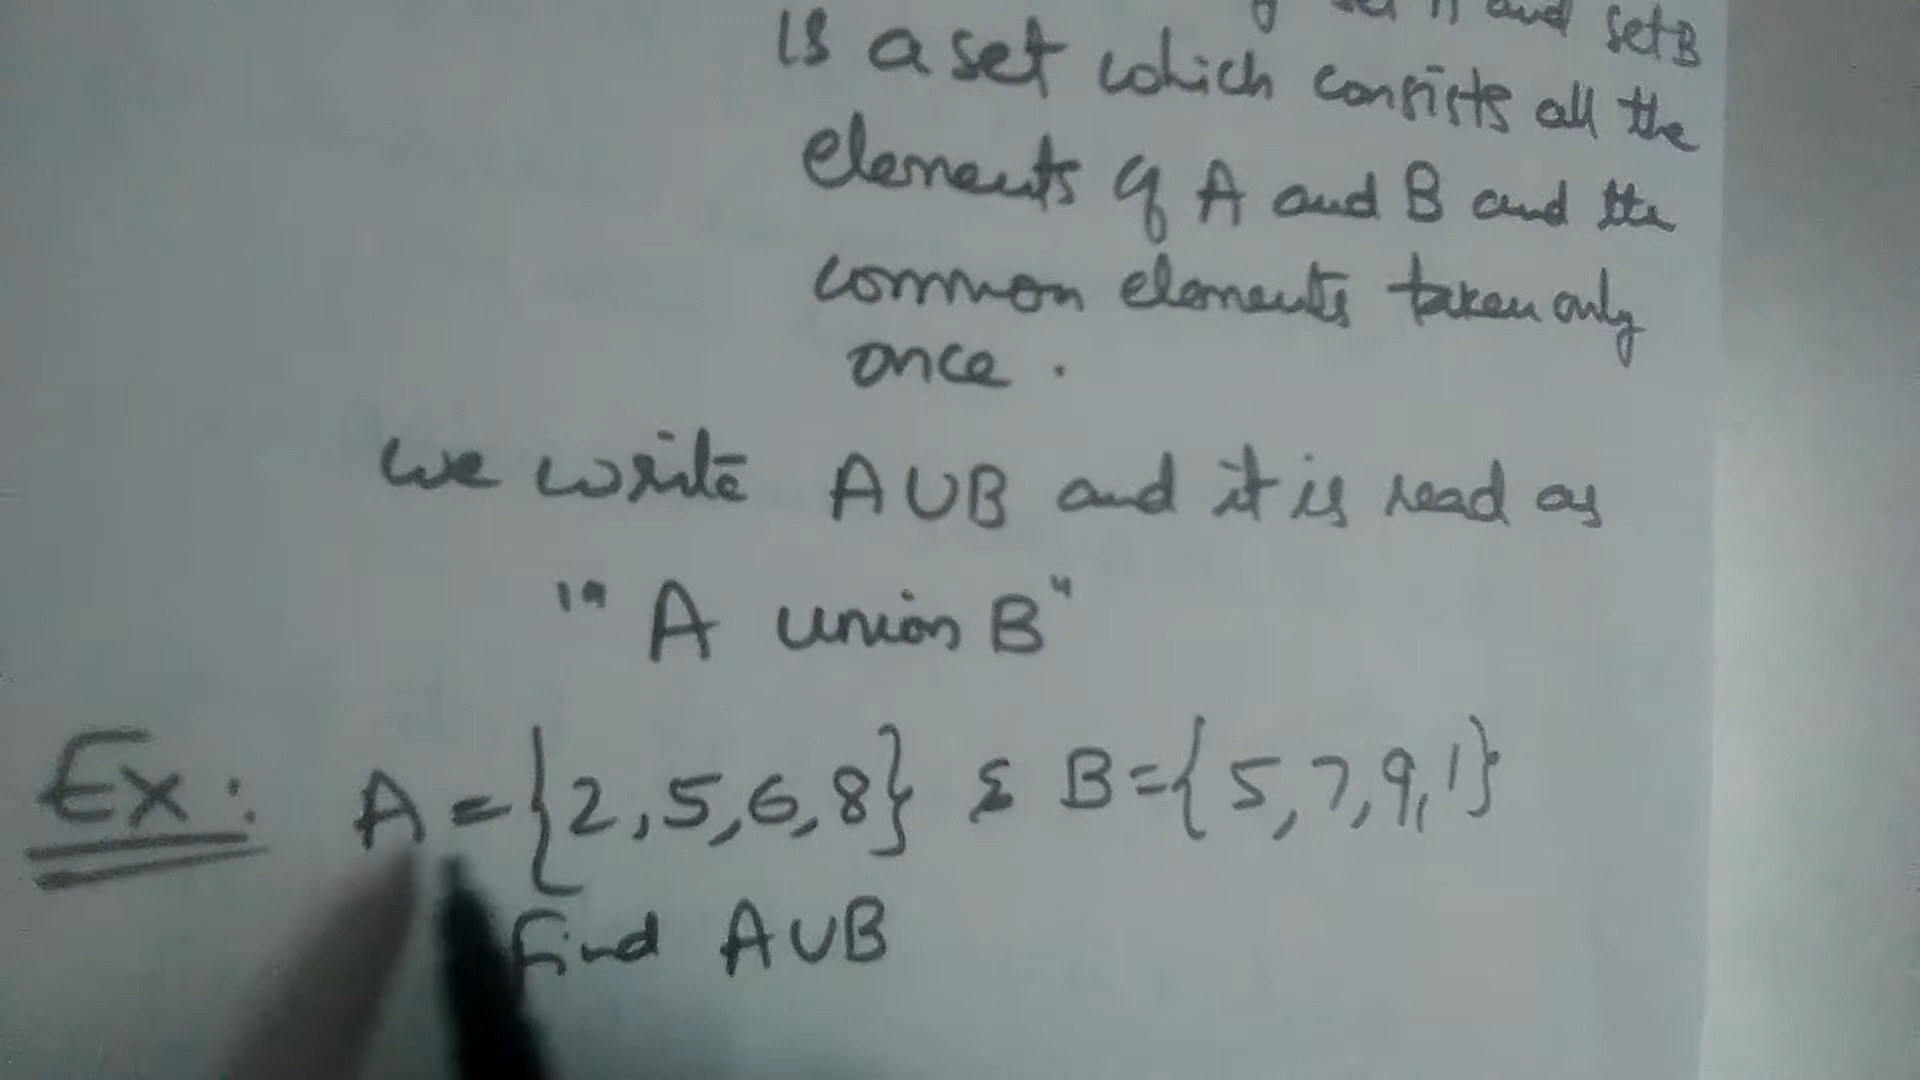 and set B
is a set which consists all the
elements of A and B and the
common elements taken only
once.
we write A∪B and it is read as
"A union B"
Ex: A = {2,5,6,8} & B={5,7,9,1}
Find A∪B